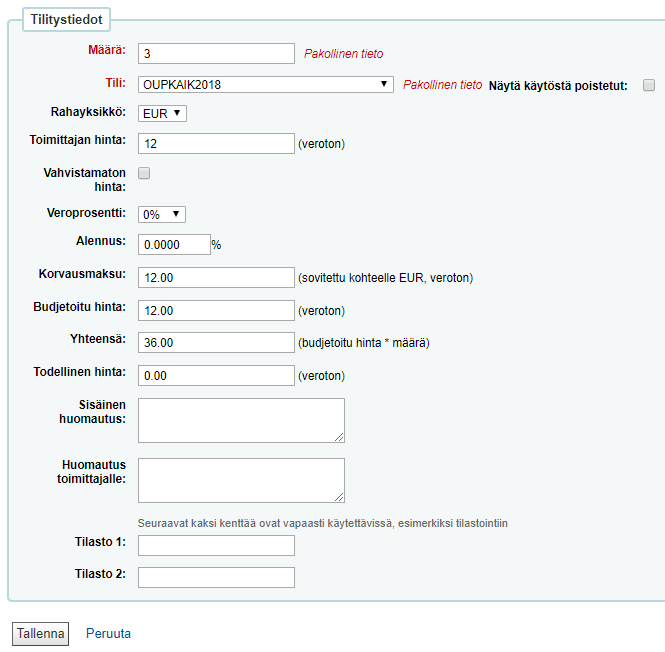 Tilitystiedot
Määrä: 3 Pakollinen tieto
Tili: OUPKAIK2018 Pakollinen tieto Näytä käytöstä poistetut:
Rahayksikkö: EUR
Toimittajan hinta: 12 (veroton)
Vahvistamaton
hinta:
Veroprosentti: 0%
Alennus: 0.0000 %
Korvausmaksu: 12.00 (sovitettu kohteelle EUR, veroton)
Budjetoitu hinta: 12.00 (veroton)
Yhteensä: 36.00 (budjetoitu hinta * määrä)
Todellinen hinta: 0.00 (veroton)
Sisäinen
huomautus:
Huomautus
toimittajalle:
Seuraavat kaksi kenttää ovat vapaasti käytettävissä, esimerkiksi tilastointiin
Tilasto 1:
Tilasto 2:
Tallenna Peruuta